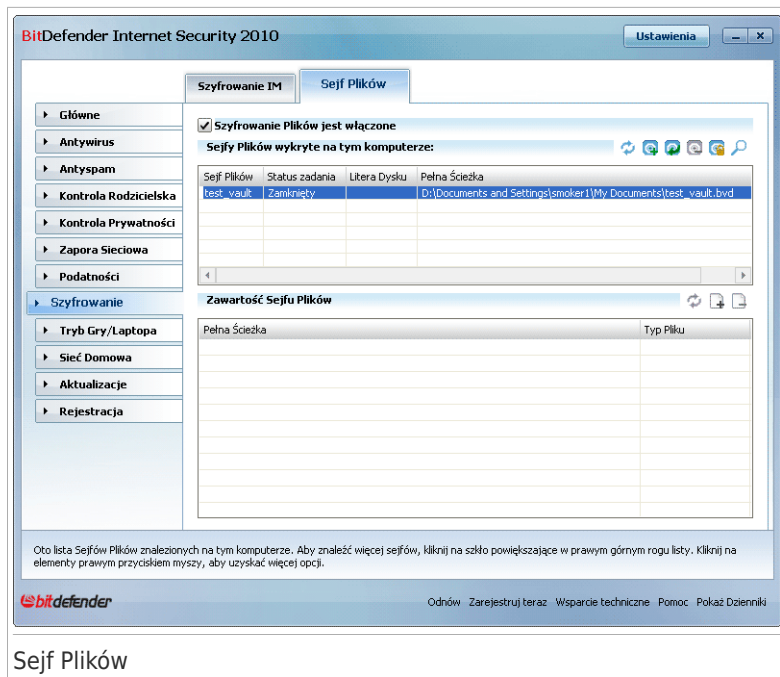 BitDefender Internet Security 2010
Ustawienia
Szyfrowanie IM
Sejf Plików
Główne
Antywirus
Antyspam
Kontrola Rodzicielska
Kontrola Prywatności
Zapora Sieciowa
Podatności
Szyfrowanie
Tryb Gry/Laptopa
Sieć Domowa
Aktualizacje
Rejestracja
Szyfrowanie Plików jest włączone
Sejfy Plików wykryte na tym komputerze:
Sejf Plików Status zadania Litera Dysku Pełna Ścieżka
test_vault Zamknięty D:\Documents and Settings\smoker1\My Documents\test_vault.bvd
Zawartość Sejfu Plików
Pełna Ścieżka Typ Pliku
Oto lista Sejfów Plików znalezionych na tym komputerze. Aby znaleźć więcej sejfów, kliknij na szkło powiększające w prawym górnym rogu listy. Kliknij na
elementy prawym przyciskiem myszy, aby uzyskać więcej opcji.
bitdefender
Odnów Zarejestruj teraz Wsparcie techniczne Pomoc Pokaż Dzienniki
Sejf Plików